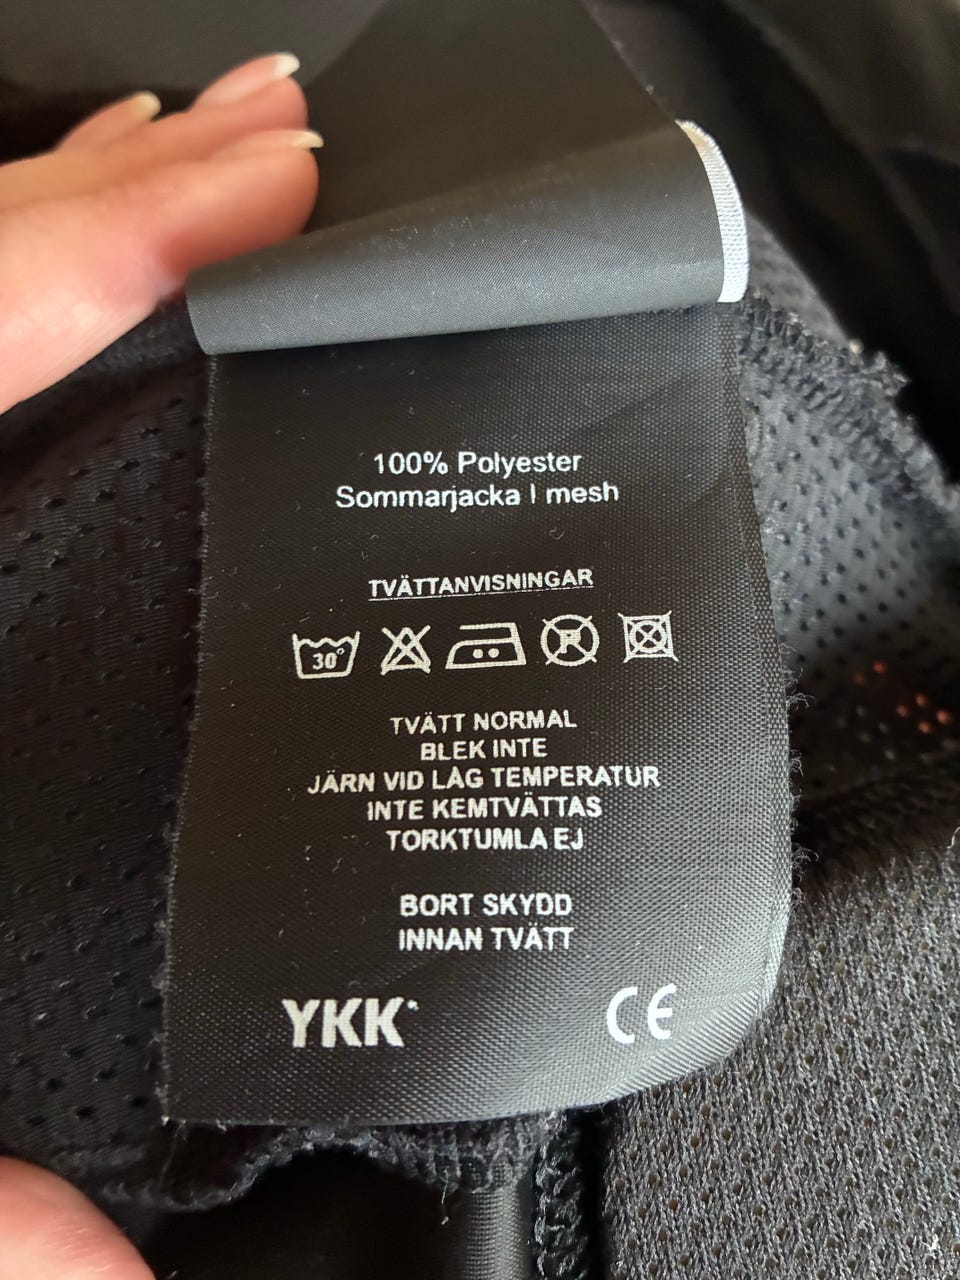 100% Polyester
Sommarjacka I mesh
TVÄTTANVISNINGAR
30°
P
TVÄTT NORMAL
BLEK INTE
JÄRN VID LÅG TEMPERATUR
INTE KEMTVÄTTAS
TORKTUMLA EJ
BORT SKYDD
INNAN TVÄTT
YKK
CE